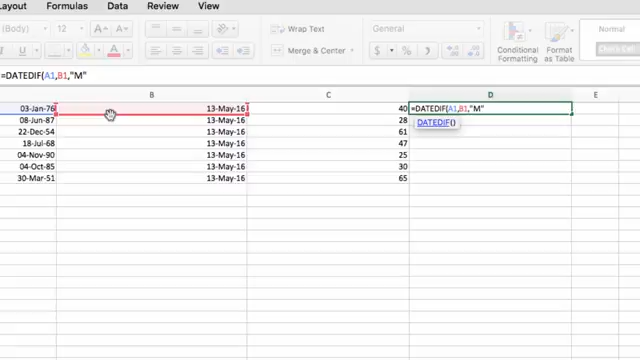 Layout Formulas Data Review View
12 A▲ A▼ Wrap Text General Normal
U A Merge & Center $ % Conditional Formatting Format as Table
=DATEDIF(A1,B1,"M"
B C D E
03-Jan-76 13-May-16 40 =DATEDIF(A1,B1,"M"
08-Jun-87 13-May-16 28 DATEDIF()
22-Dec-54 13-May-16 61
18-Jul-68 13-May-16 47
04-Nov-90 13-May-16 25
04-Oct-85 13-May-16 30
30-Mar-51 13-May-16 65